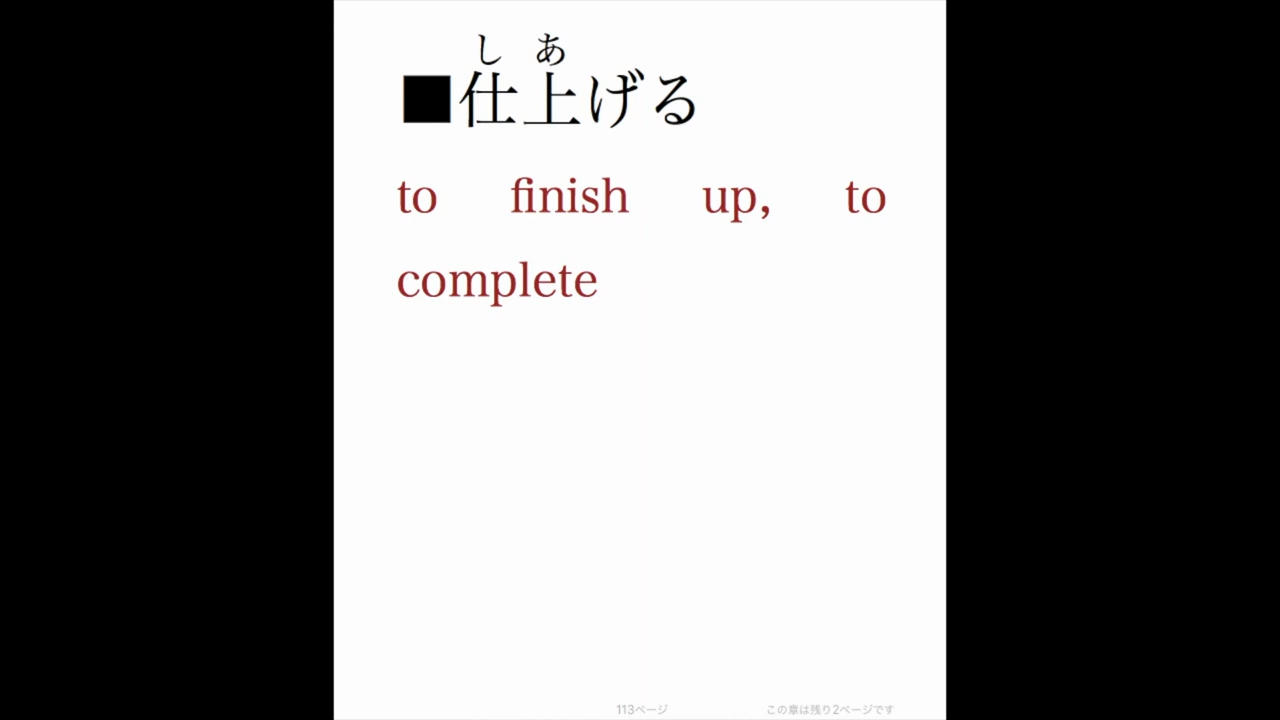 し あ
■仕上げる
to finish up, to
complete
113ページ
この章は残り2ページです